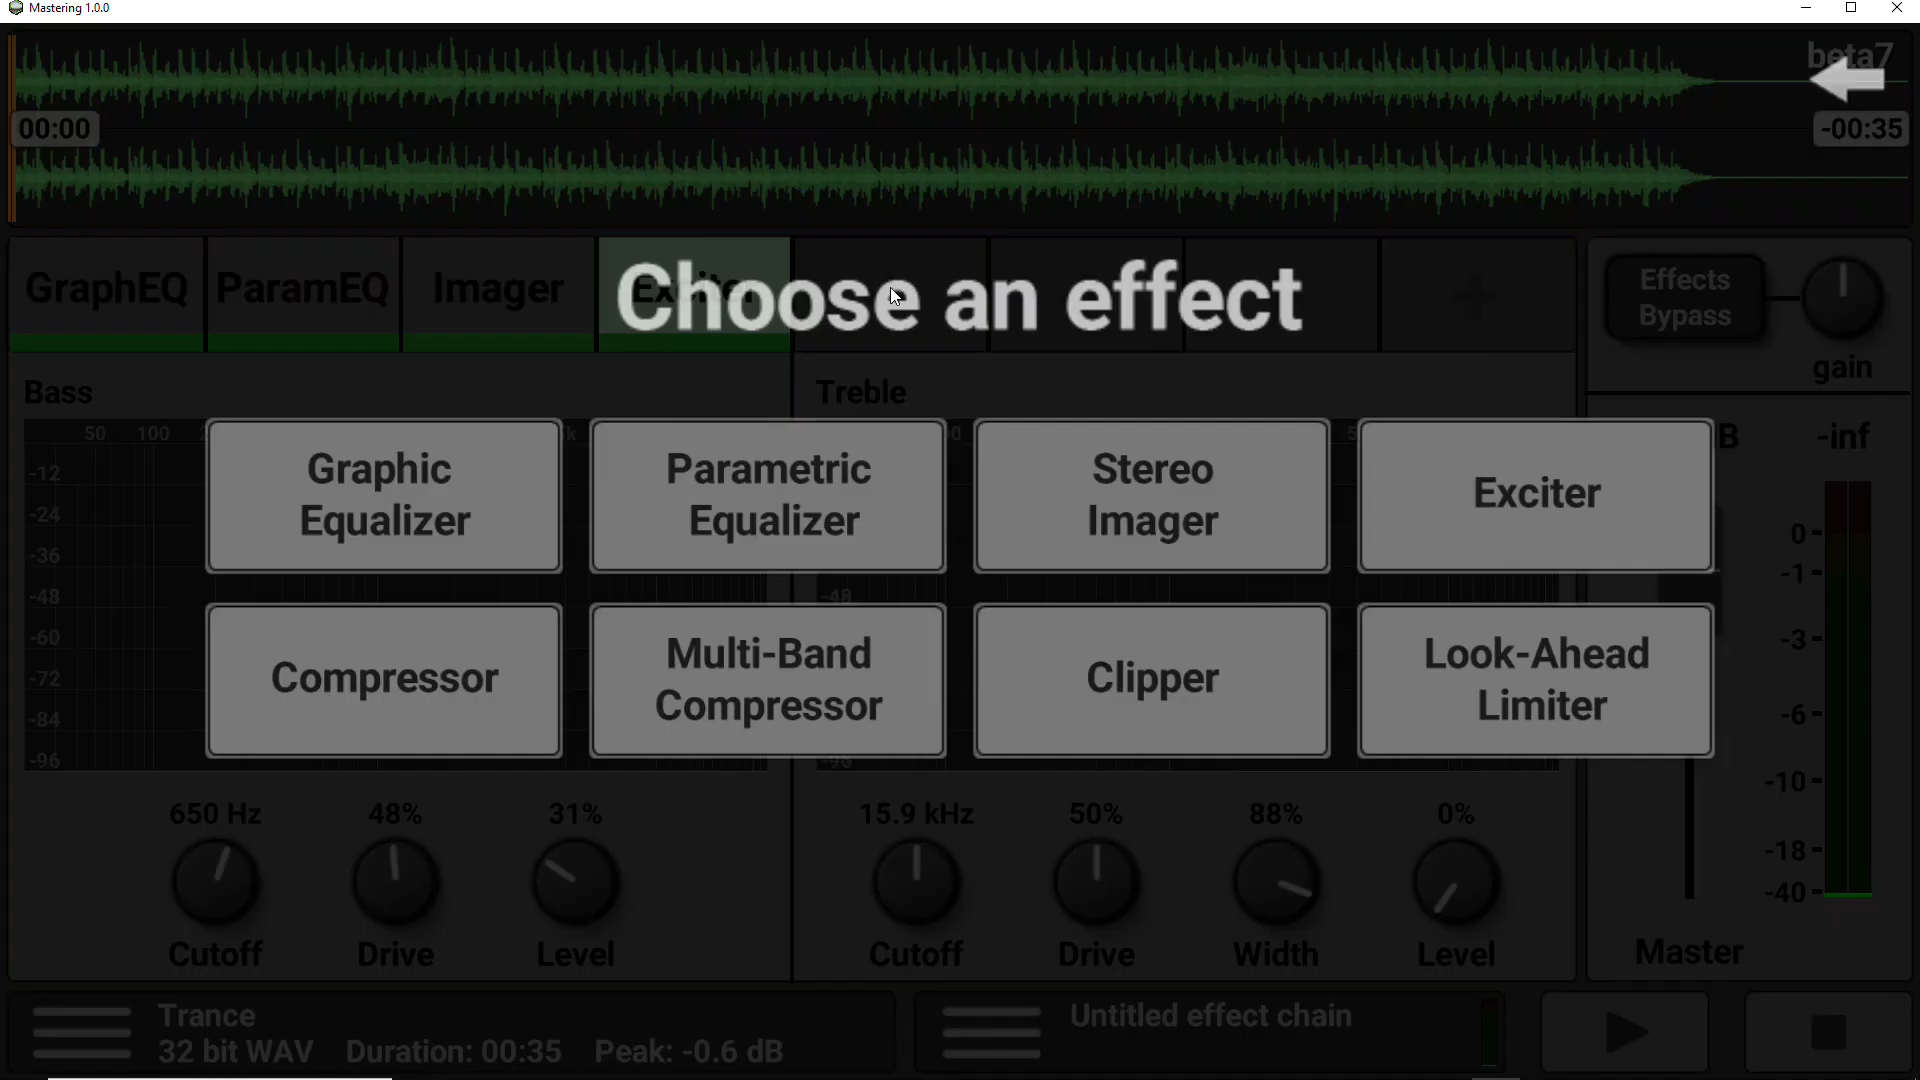 Mastering 1.0.0
beta7
00:00
-00:35
GraphEQ
ParamEQ
Imager
Choose an effect
Effects
Bypass
gain
Bass
Treble
50
100
-12
-24
-36
-48
-60
-72
-84
-96
Graphic
Equalizer
Parametric
Equalizer
Stereo
Imager
Exciter
Compressor
Multi-Band
Compressor
Clipper
Look-Ahead
Limiter
-48
-96
-inf
0
-1
-3
-6
-10
-18
-40
Master
650 Hz
48%
31%
Cutoff
Drive
Level
15.9 kHz
50%
88%
0%
Cutoff
Drive
Width
Level
Trance
32 bit WAV Duration: 00:35 Peak: -0.6 dB
Untitled effect chain